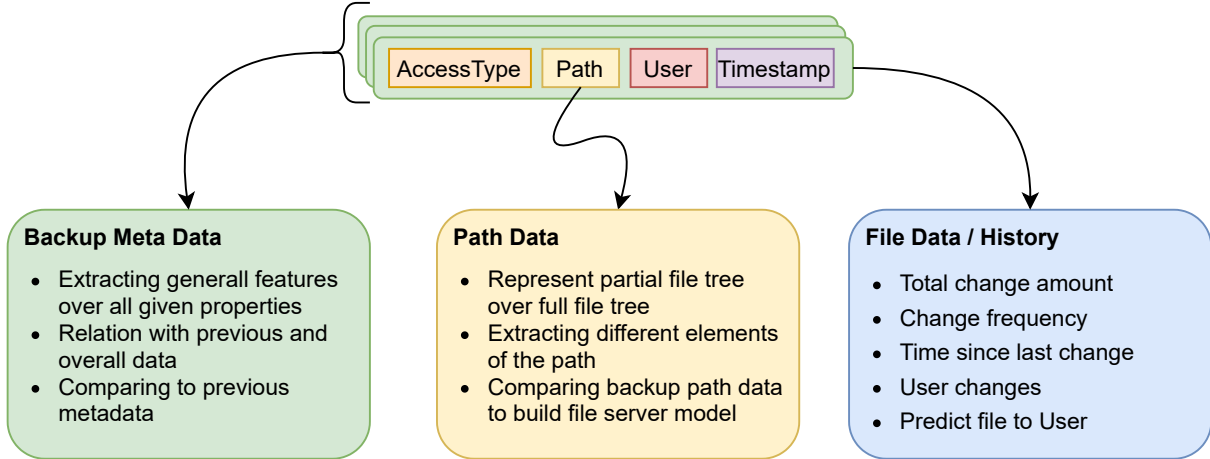 AccessType Path User Timestamp
Backup Meta Data
• Extracting generall features
over all given properties
• Relation with previous and
overall data
• Comparing to previous
metadata
Path Data
• Represent partial file tree
over full file tree
• Extracting different elements
of the path
• Comparing backup path data
to build file server model
File Data / History
• Total change amount
• Change frequency
• Time since last change
• User changes
• Predict file to User